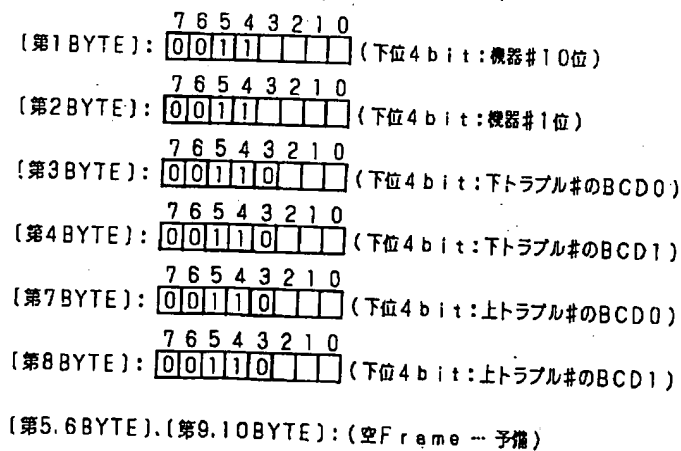 7 6 5 4 3 2 1 0
[第1BYTE]: 0 0 1 1 (下位4bit:機器#10位)
7 6 5 4 3 2 1 0
[第2BYTE]: 0 0 1 1 (下位4bit:機器#1位)
7 6 5 4 3 2 1 0
[第3BYTE]: 0 0 1 1 0 (下位4bit:下トラブル#のBCD0)
7 6 5 4 3 2 1 0
[第4BYTE]: 0 0 1 1 0 (下位4bit:下トラブル#のBCD1)
7 6 5 4 3 2 1 0
[第7BYTE]: 0 0 1 1 0 (下位4bit:上トラブル#のBCD0)
7 6 5 4 3 2 1 0
[第8BYTE]: 0 0 1 1 0 (下位4bit:上トラブル#のBCD1)
[第5.6BYTE].[第9.10BYTE]:(空Frame…予備)